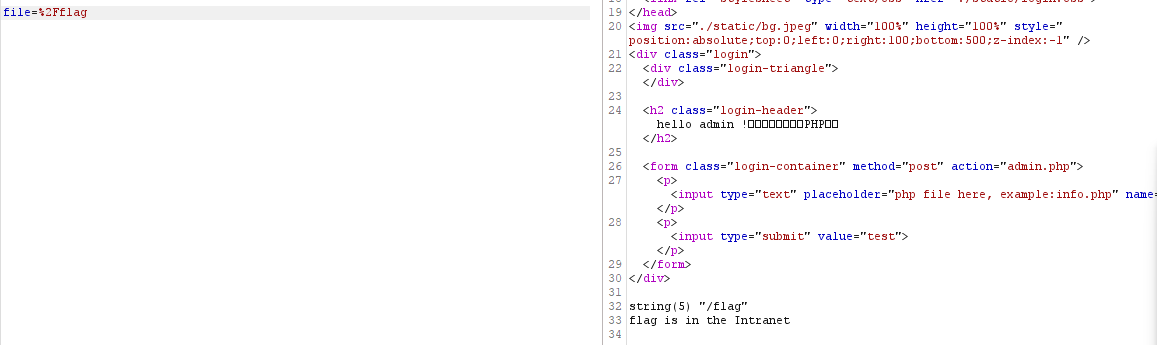 file=%2Fflag
19 </head>
20 <img src="./static/bg.jpeg" width="100%" height="100%" style="
position:absolute;top:0;left:0;right:100;bottom:500;z-index:-1" />
21 <div class="login">
22 <div class="login-triangle">
</div>
23
24 <h2 class="login-header">
hello admin !□□□□□□□□PHP□□
</h2>
25
26 <form class="login-container" method="post" action="admin.php">
27 <p>
<input type="text" placeholder="php file here, example:info.php" name=
</p>
28 <p>
<input type="submit" value="test">
</p>
29 </form>
30 </div>
31
32 string(5) "/flag"
33 flag is in the Intranet
34